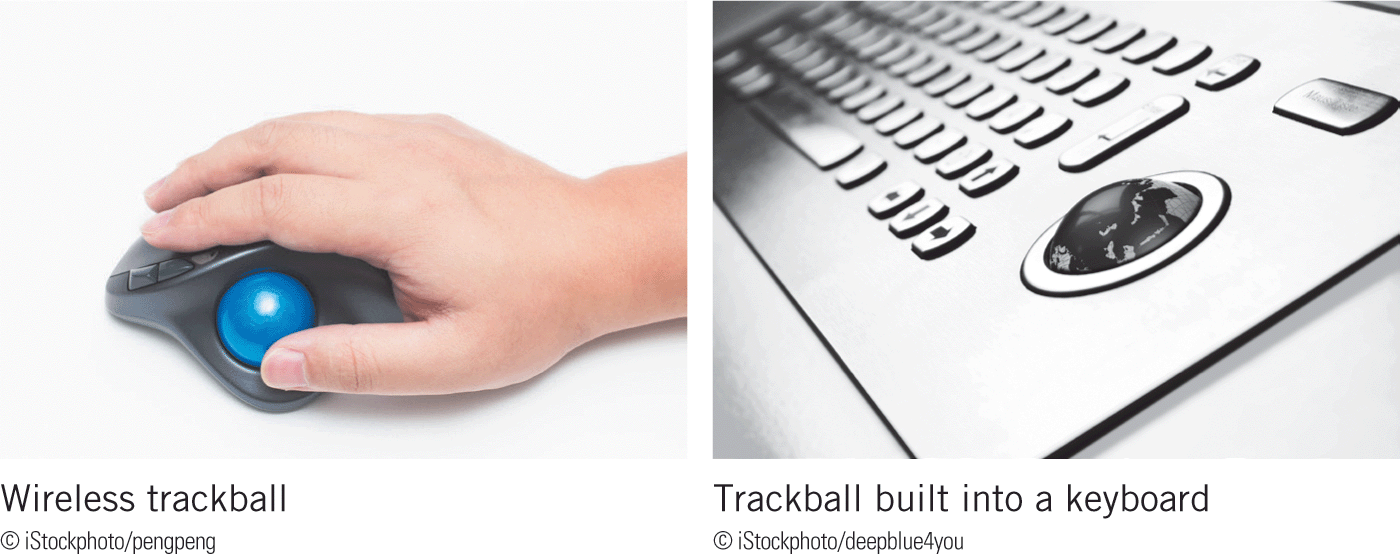 Wireless trackball
© iStockphoto/pengpeng
Trackball built into a keyboard
© iStockphoto/deepblue4you